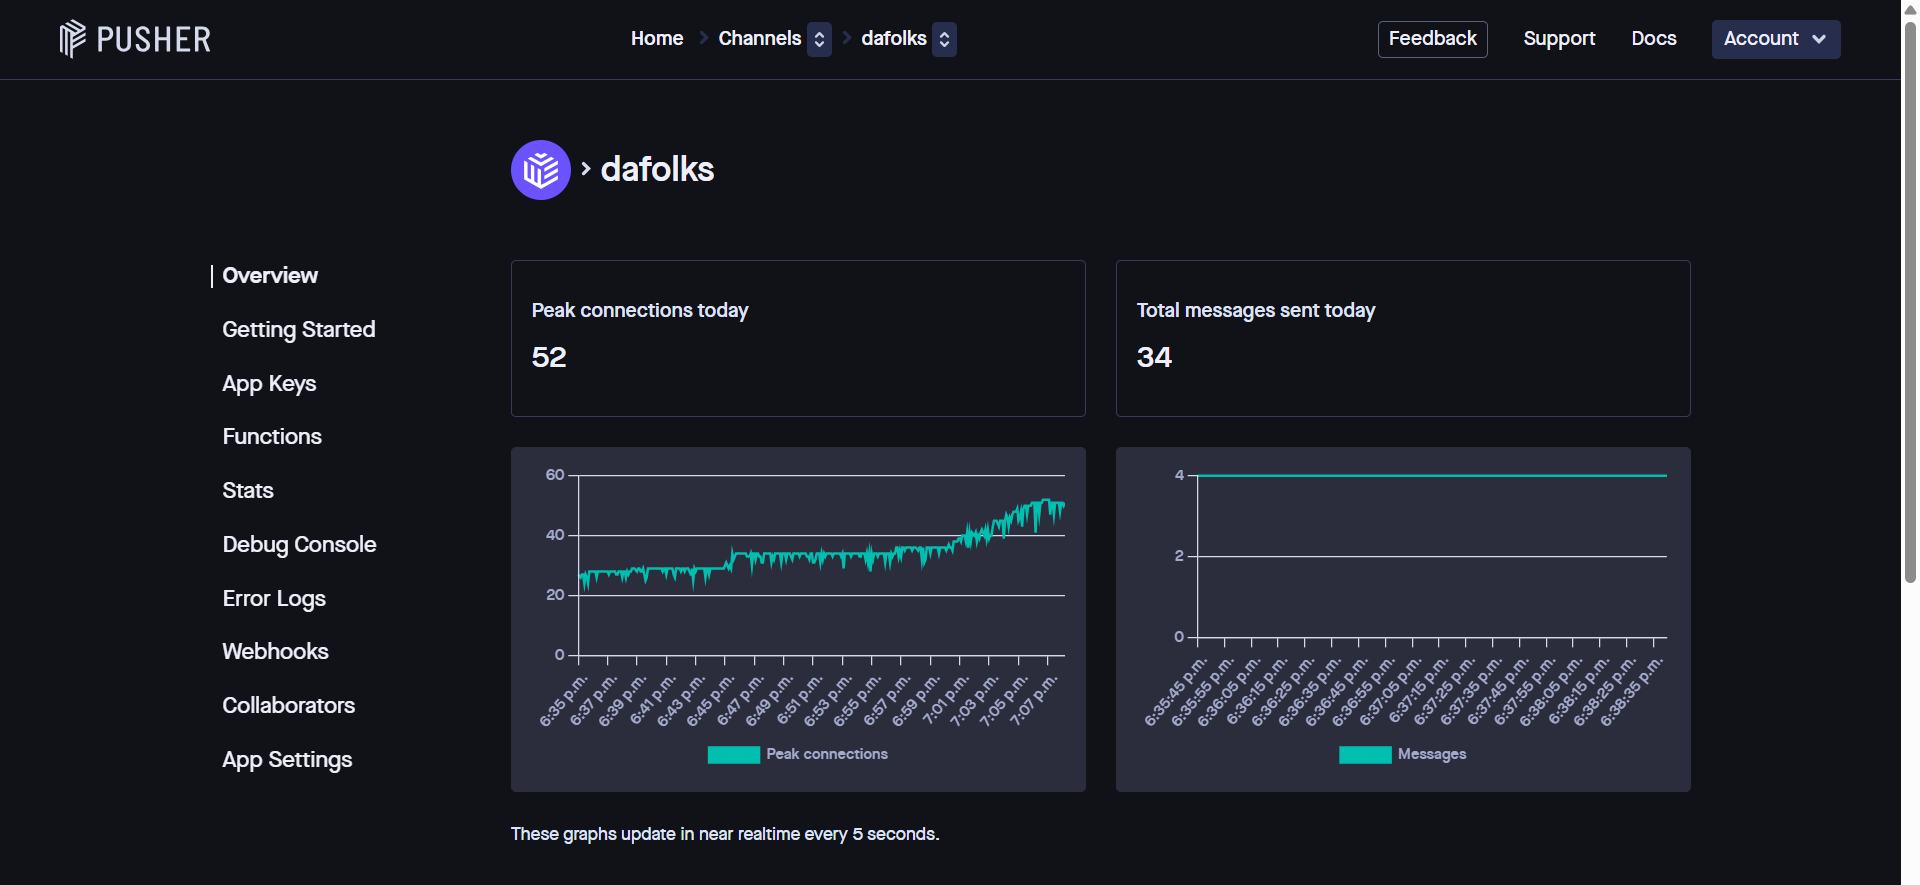 PUSHER
Home Channels dafolks
Feedback Support Docs Account
dafolks
Overview
Getting Started
App Keys
Functions
Stats
Debug Console
Error Logs
Webhooks
Collaborators
App Settings
Peak connections today
52
Total messages sent today
34
60
40
20
0
6:35 p.m. 6:37 p.m. 6:39 p.m. 6:41 p.m. 6:43 p.m. 6:45 p.m. 6:47 p.m. 6:49 p.m. 6:51 p.m. 6:53 p.m. 6:55 p.m. 6:57 p.m. 6:59 p.m. 7:01 p.m. 7:03 p.m. 7:05 p.m. 7:07 p.m.
Peak connections
4
2
0
6:35:45 p.m. 6:35:55 p.m. 6:36:05 p.m. 6:36:15 p.m. 6:36:25 p.m. 6:36:35 p.m. 6:36:45 p.m. 6:36:55 p.m. 6:37:05 p.m. 6:37:15 p.m. 6:37:25 p.m. 6:37:35 p.m. 6:37:45 p.m. 6:37:55 p.m. 6:38:05 p.m. 6:38:15 p.m. 6:38:25 p.m. 6:38:35 p.m.
Messages
These graphs update in near realtime every 5 seconds.